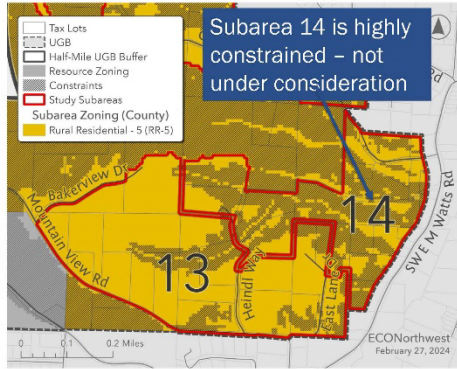 Tax Lots
UGB
Half-Mile UGB Buffer
Resource Zoning
Constraints
Study Subareas
Subarea Zoning (County)
Rural Residential - 5 (RR-5)
Subarea 14 is highly
constrained – not
under consideration
Rd
Bakerview Dr
Mountain View Rd
13
14
Heindl Way
East Lang
SW E M Watts Rd
0
0.1
0.2 Miles
ECONorthwest
February 27, 2024